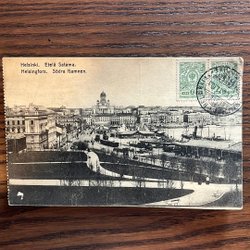 Helsinki. Etelä Satama.
Helsingfors. Södra Hamnen.